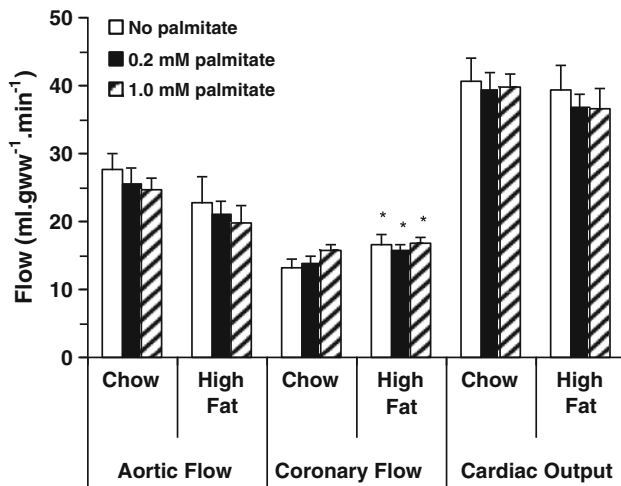 50
40
30
20
10
0
Flow (ml.gww⁻¹.min⁻¹)
No palmitate
0.2 mM palmitate
1.0 mM palmitate
* * *
Chow High Fat Chow High Fat Chow High Fat
Aortic Flow Coronary Flow Cardiac Output